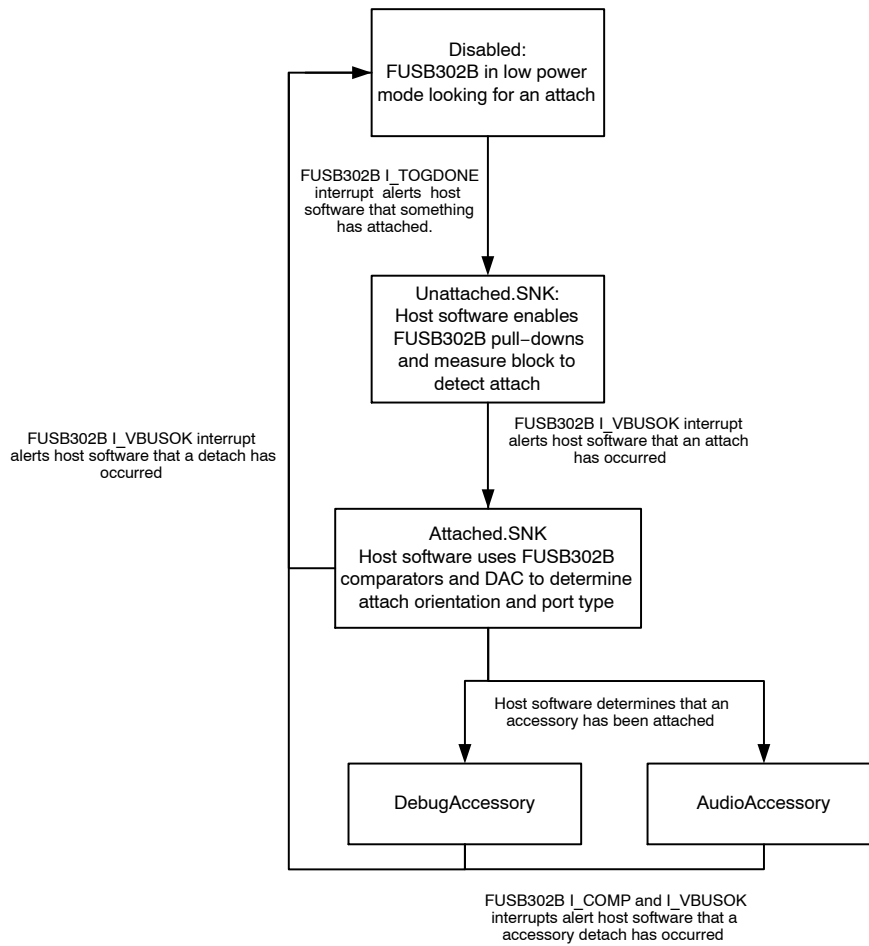 Disabled:
FUSB302B in low power
mode looking for an attach
FUSB302B I_TOGDONE
interrupt alerts host
software that something
has attached.
Unattached.SNK:
Host software enables
FUSB302B pull−downs
and measure block to
detect attach
FUSB302B I_VBUSOK interrupt
alerts host software that an attach
has occurred
FUSB302B I_VBUSOK interrupt
alerts host software that a detach has
occurred
Attached.SNK
Host software uses FUSB302B
comparators and DAC to determine
attach orientation and port type
Host software determines that an
accessory has been attached
DebugAccessory
AudioAccessory
FUSB302B I_COMP and I_VBUSOK
interrupts alert host software that a
accessory detach has occurred